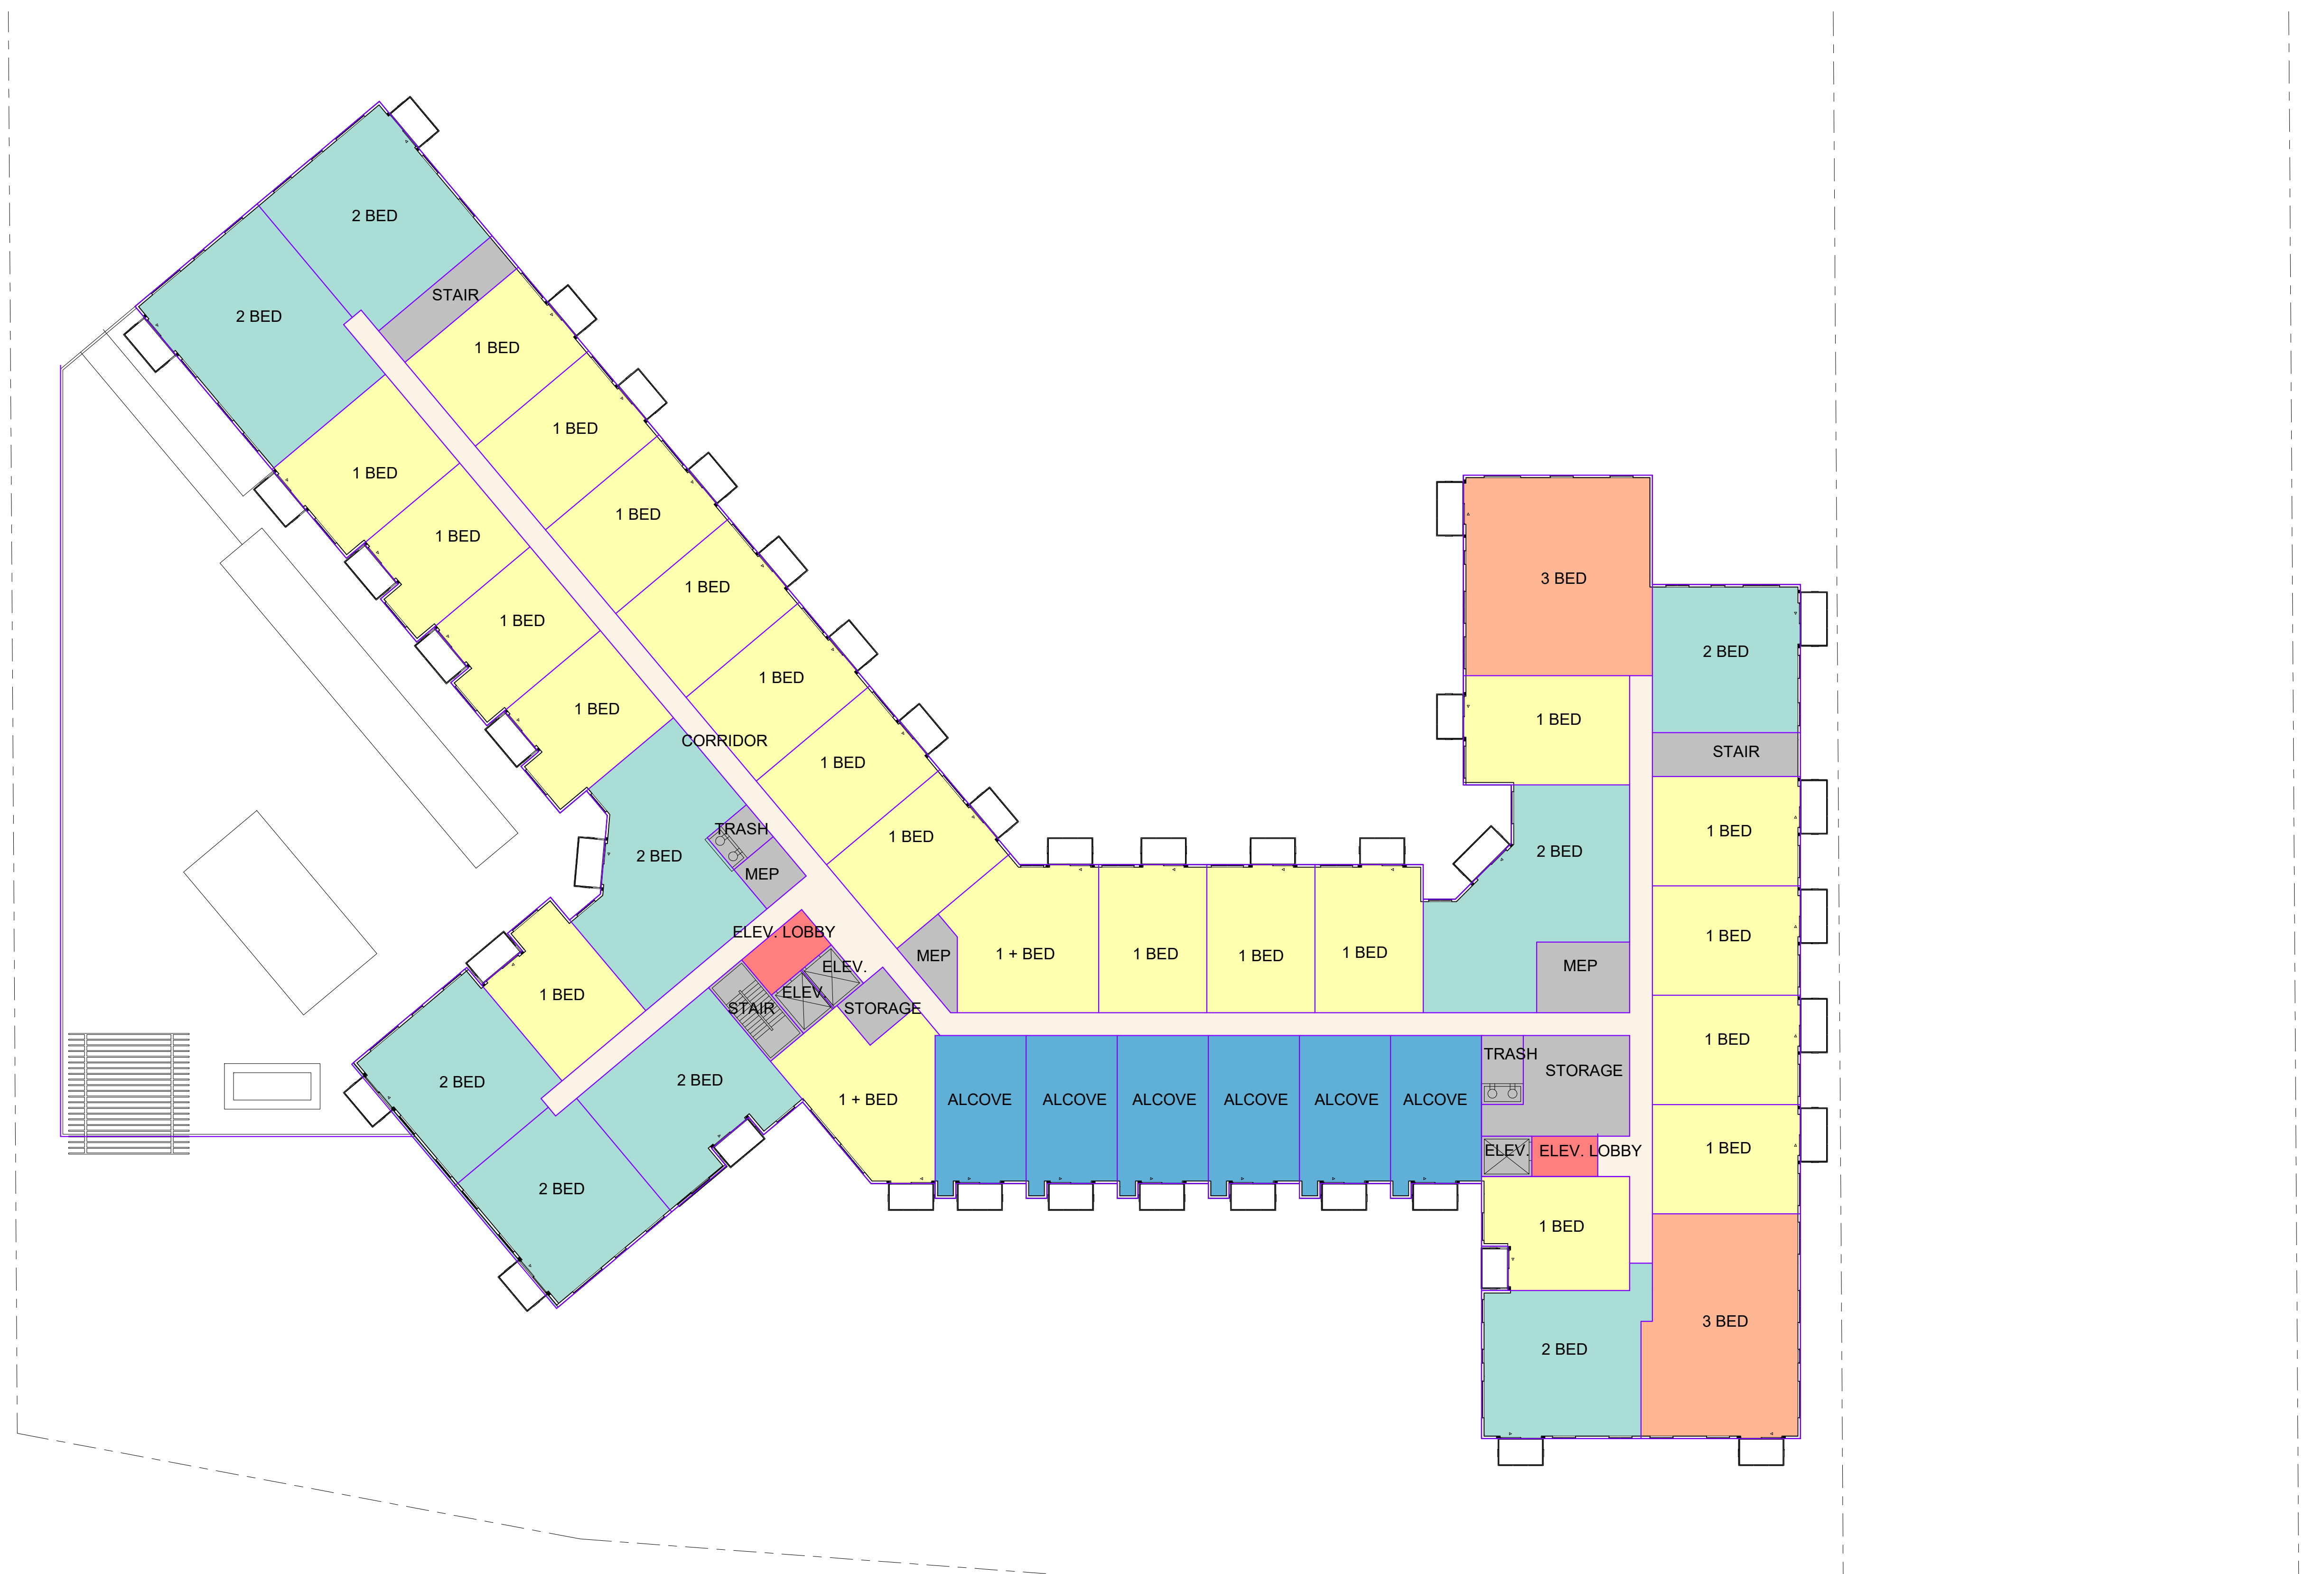 2 BED
STAIR
2 BED
1 BED
1 BED
1 BED
1 BED
1 BED
3 BED
1 BED
1 BED
2 BED
1 BED
1 BED
1 BED
CORRIDOR
STAIR
1 BED
TRASH
1 BED
1 BED
2 BED
2 BED
MEP
ELEV. LOBBY
1 BED
1 + BED
1 BED
1 BED
1 BED
MEP
MEP
ELEV.
ELEV.
1 BED
STAIR
STORAGE
1 BED
TRASH
STORAGE
2 BED
2 BED
1 + BED
ALCOVE
ALCOVE
ALCOVE
ALCOVE
ALCOVE
ALCOVE
ELEV.
ELEV. LOBBY
1 BED
2 BED
1 BED
3 BED
2 BED